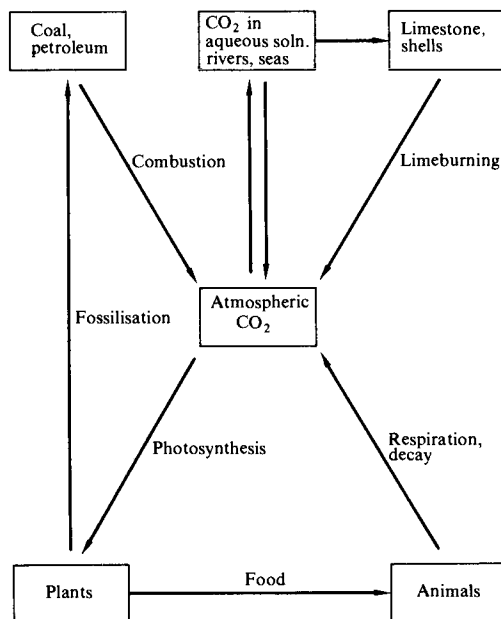 Coal,
petroleum
CO2 in
aqueous soln.
rivers, seas
Limestone,
shells
Combustion
Limeburning
Atmospheric
CO2
Fossilisation
Photosynthesis
Respiration,
decay
Food
Plants
Animals